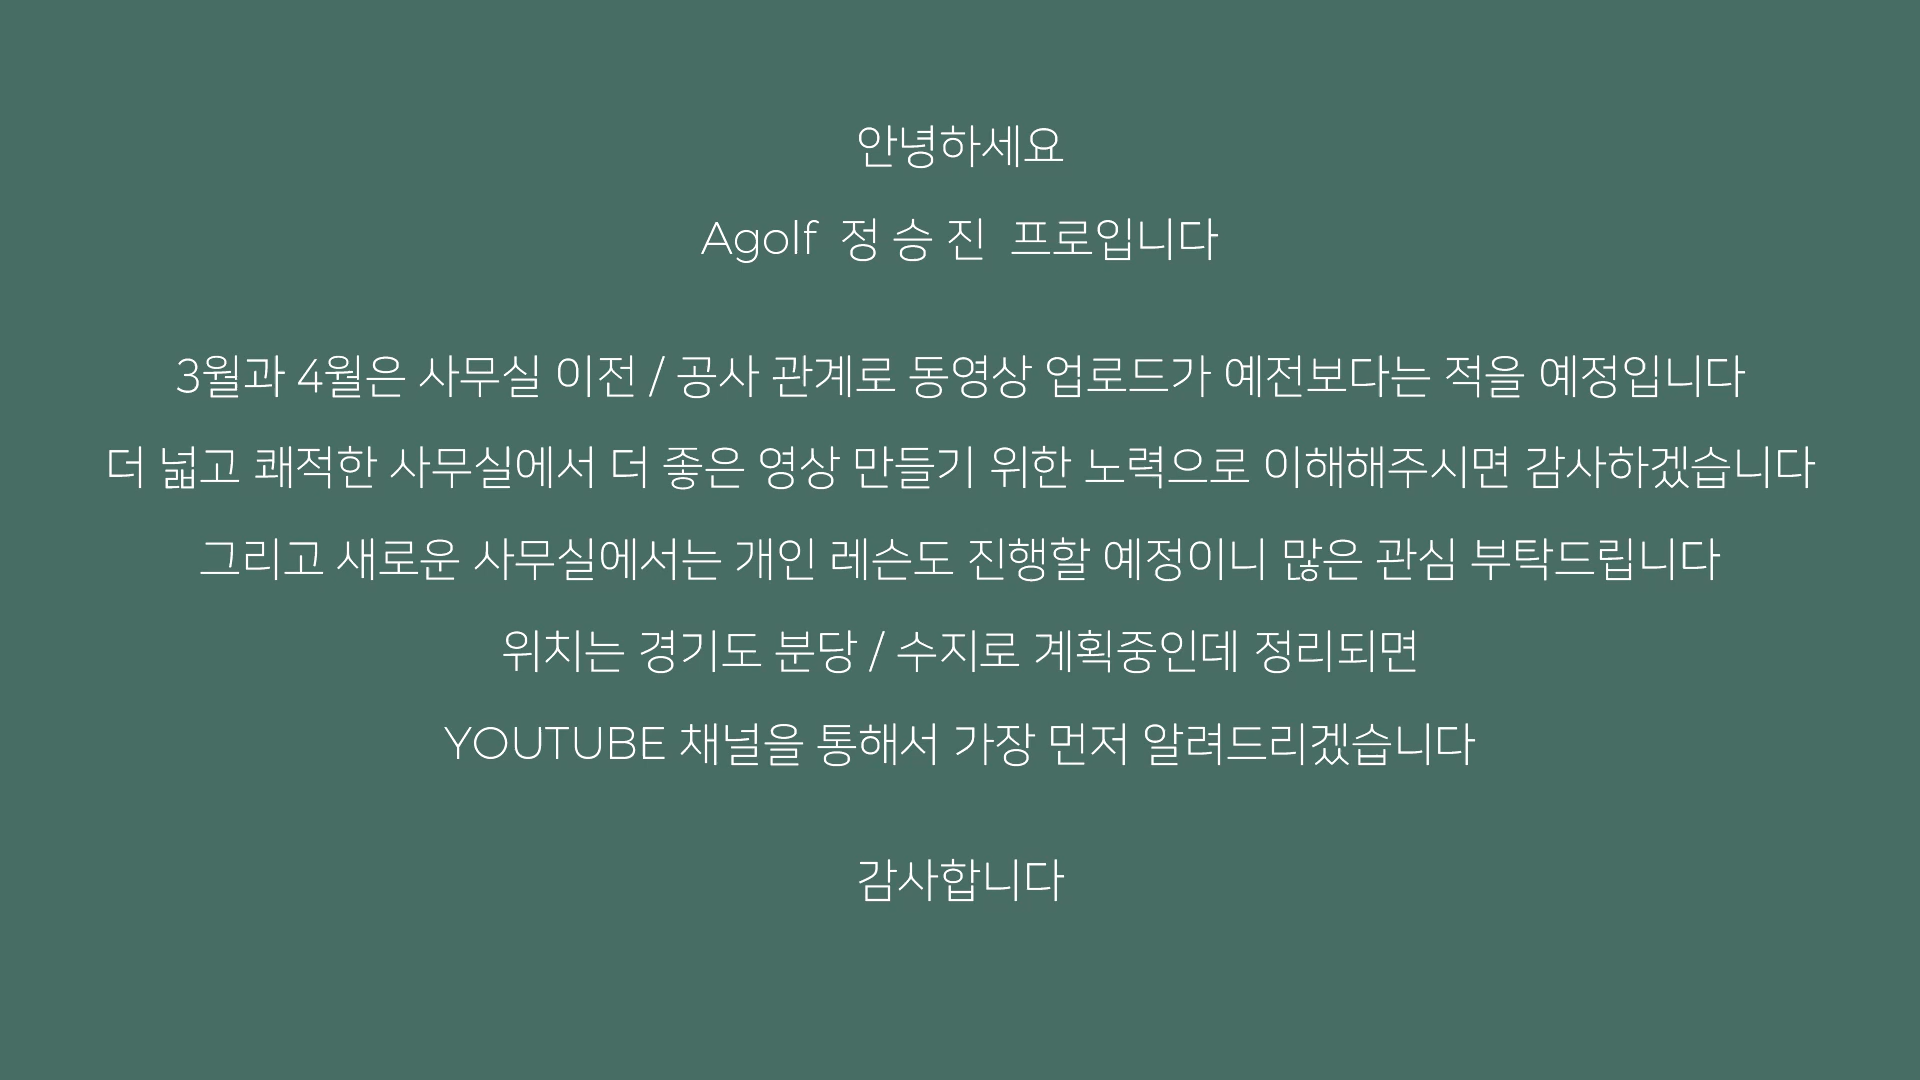 안녕하세요
Agolf 정 승 진 프로입니다
3월과 4월은 사무실 이전 / 공사 관계로 동영상 업로드가 예전보다는 적을 예정입니다
더 넓고 쾌적한 사무실에서 더 좋은 영상 만들기 위한 노력으로 이해해주시면 감사하겠습니다
그리고 새로운 사무실에서는 개인 레슨도 진행할 예정이니 많은 관심 부탁드립니다
위치는 경기도 분당 / 수지로 계획중인데 정리되면
YOUTUBE 채널을 통해서 가장 먼저 알려드리겠습니다
감사합니다